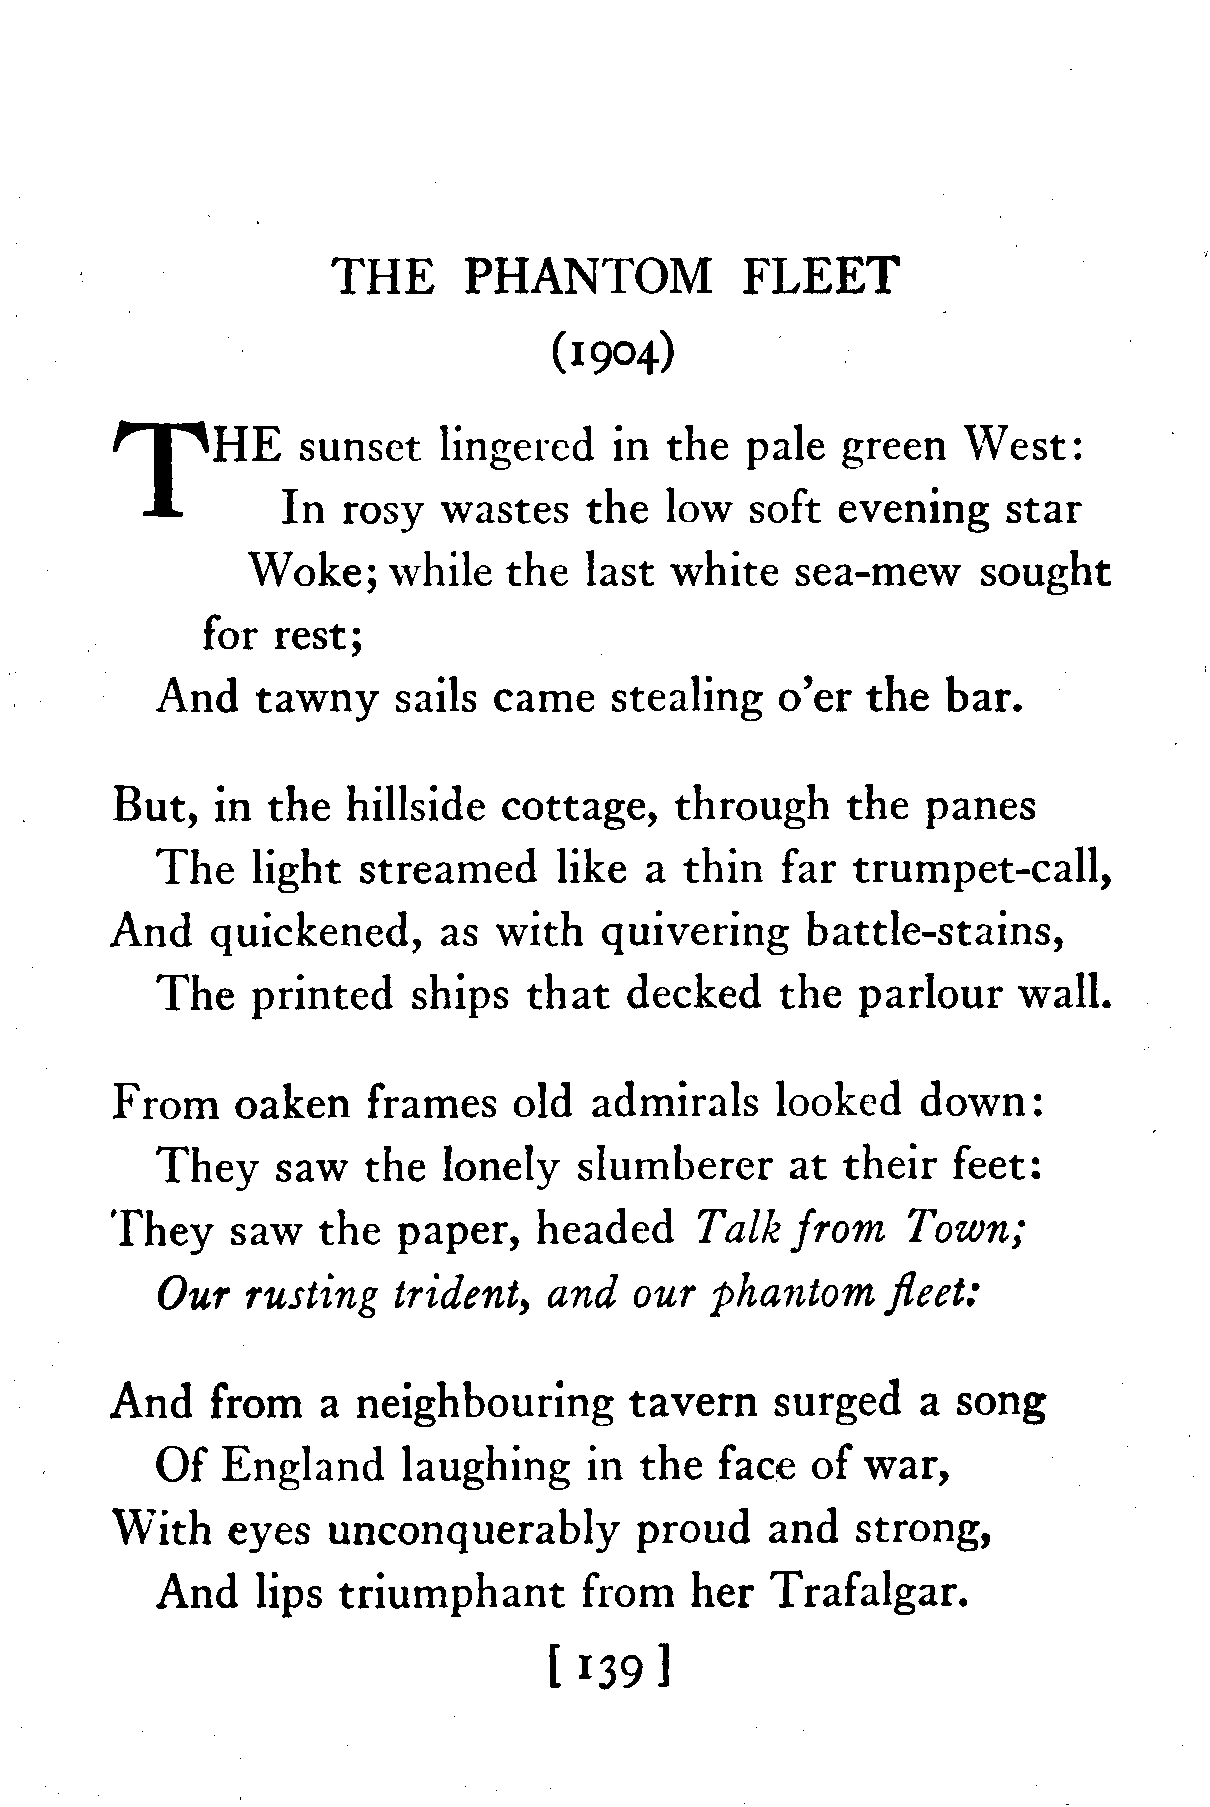 THE PHANTOM FLEET
(1904)
THE sunset lingered in the pale green West:
In rosy wastes the low soft evening star
Woke; while the last white sea-mew sought
for rest;
And tawny sails came stealing o'er the bar.
But, in the hillside cottage, through the panes
The light streamed like a thin far trumpet-call,
And quickened, as with quivering battle-stains,
The printed ships that decked the parlour wall.
From oaken frames old admirals looked down:
They saw the lonely slumberer at their feet:
They saw the paper, headed Talk from Town;
Our rusting trident, and our phantom fleet:
And from a neighbouring tavern surged a song
Of England laughing in the face of war,
With eyes unconquerably proud and strong,
And lips triumphant from her Trafalgar.
[ 139 ]